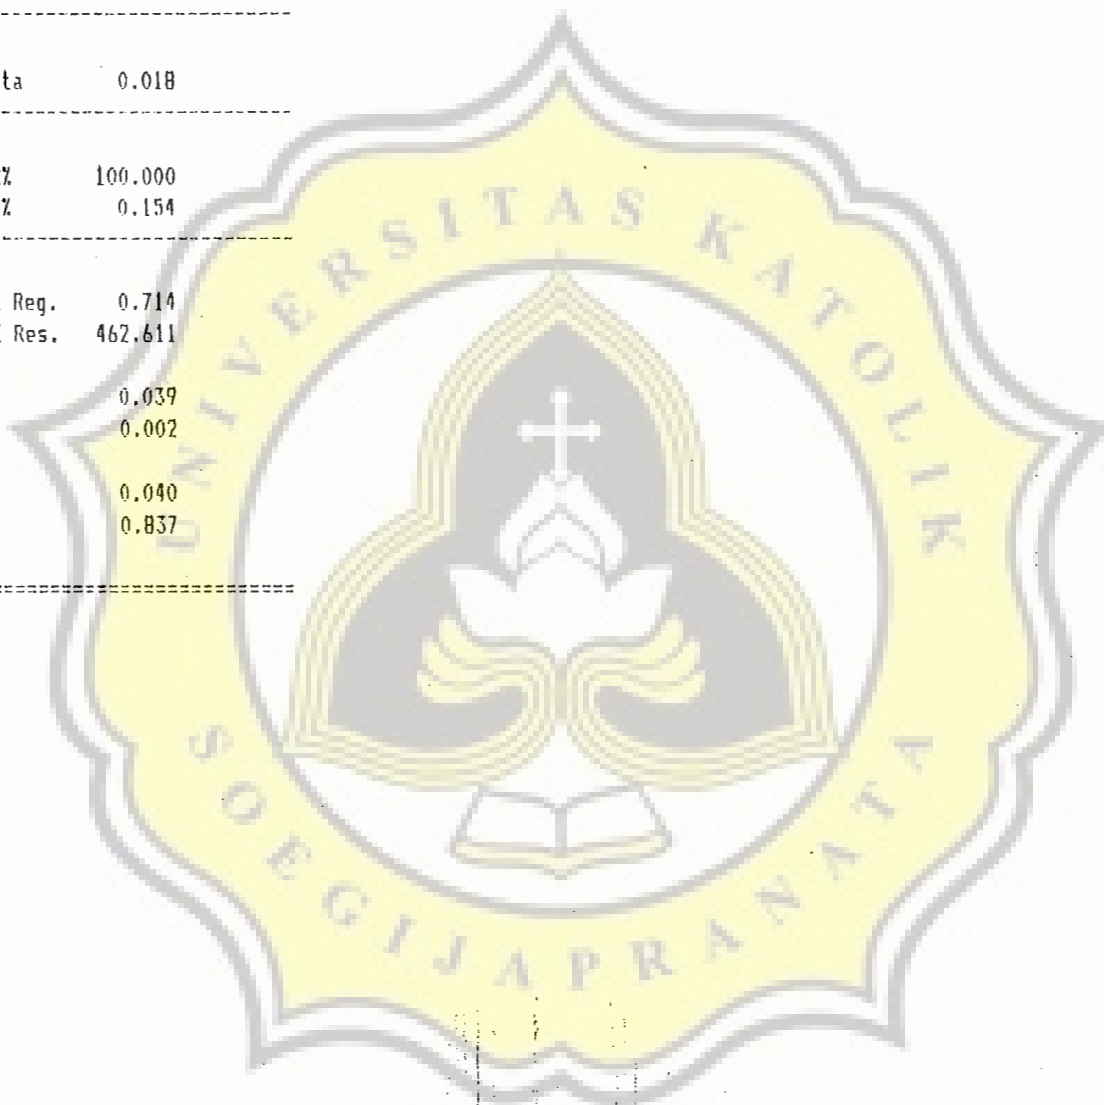 ta 0.018
% 100.000
% 0.154
Reg. 0.714
Res. 462.611
0.039
0.002
0.040
0.837
UNIVERSITAS KATOLIK
SOEGIJAPRANATA